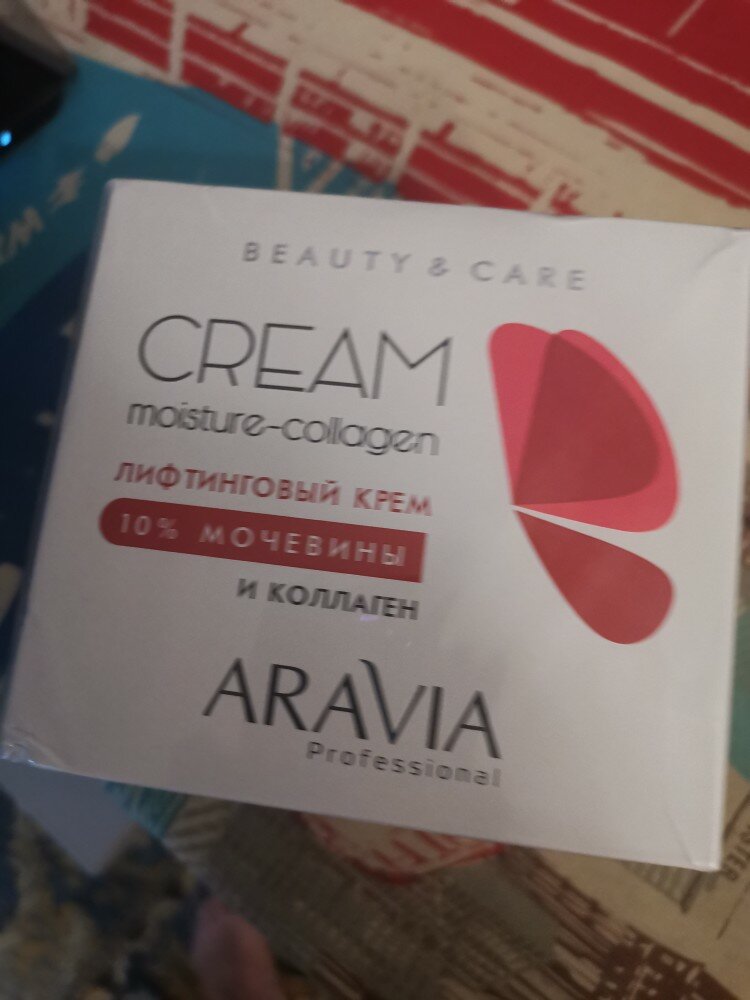 BEAUTY & CARE
CREAM
moisture-collagen
ЛИФТИНГОВЫЙ КРЕМ
10% МОЧЕВИНЫ
И КОЛЛАГЕН
ARAVIA
Professional